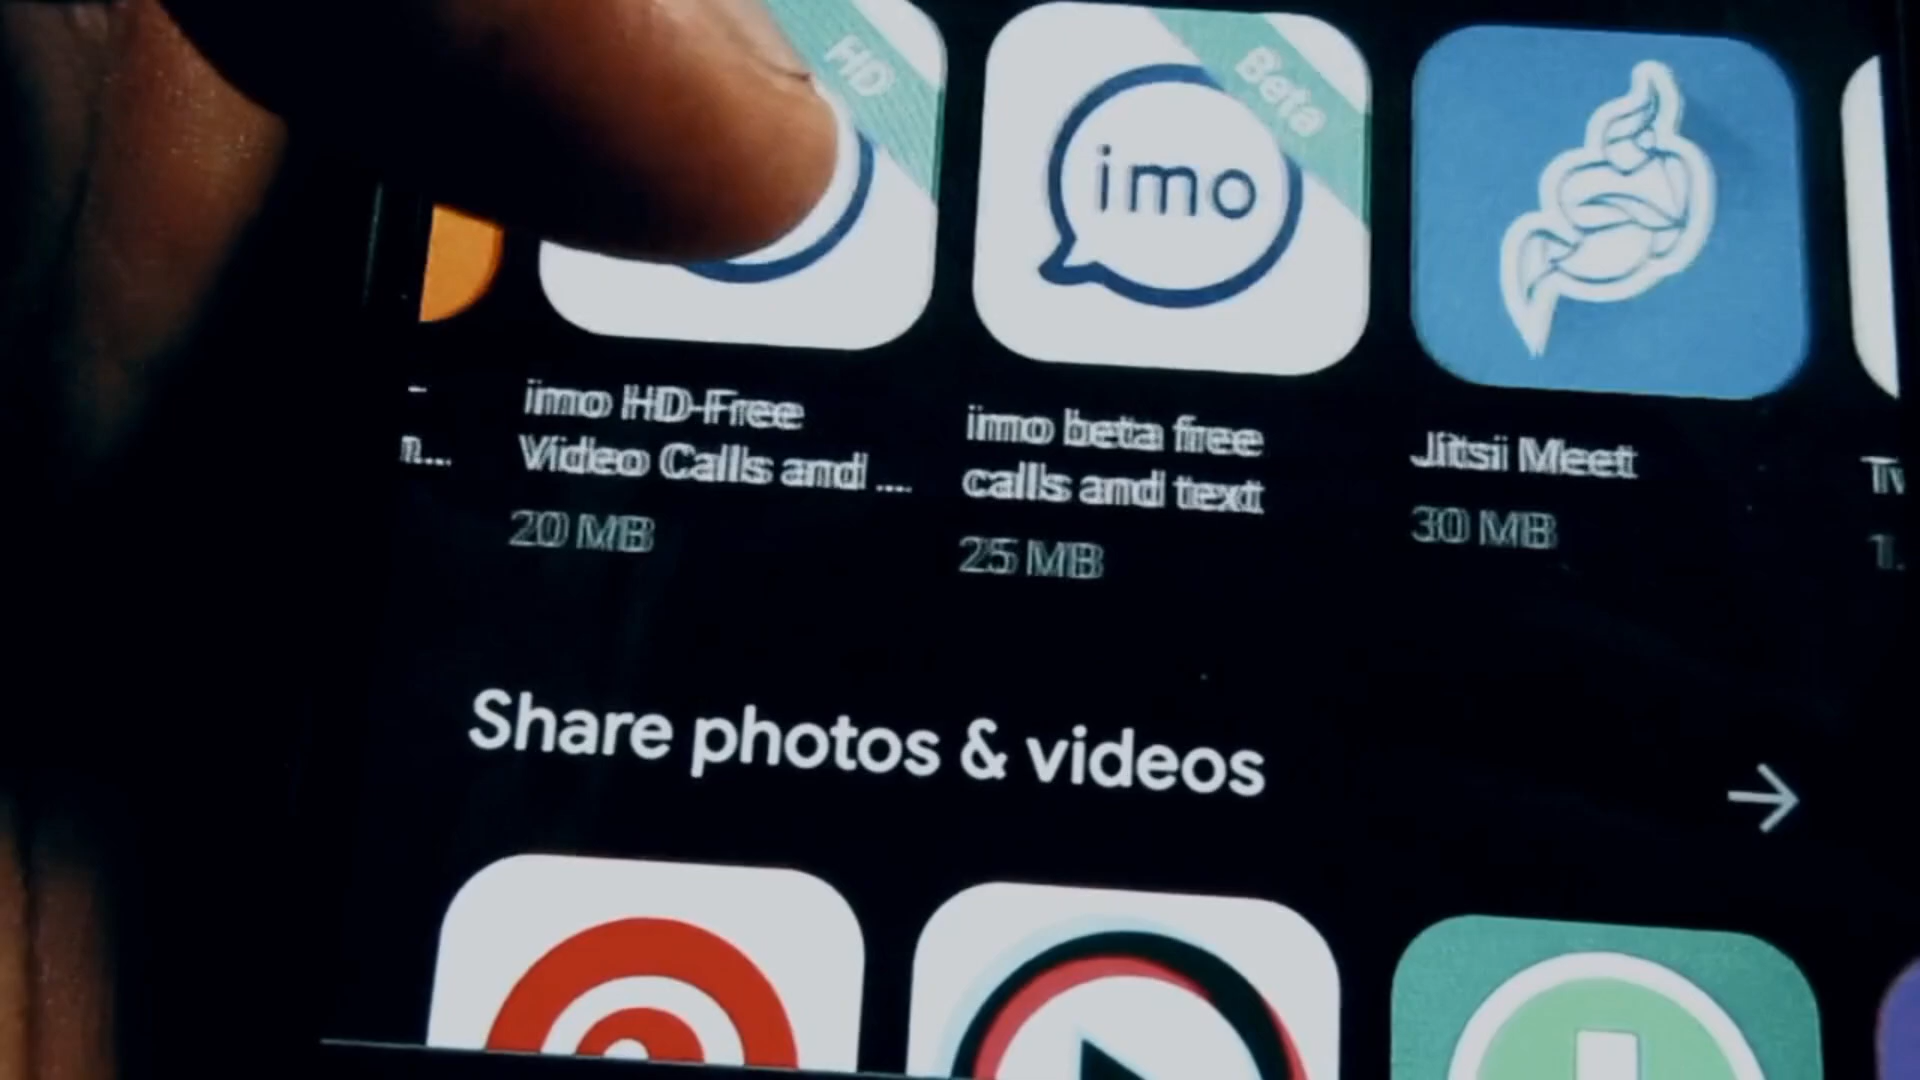 HD
Beta
imo
imo HD-Free
Video Calls and ....
20 MB
imo beta free
calls and text
25 MB
Jitsi Meet
30 MB
Share photos & videos